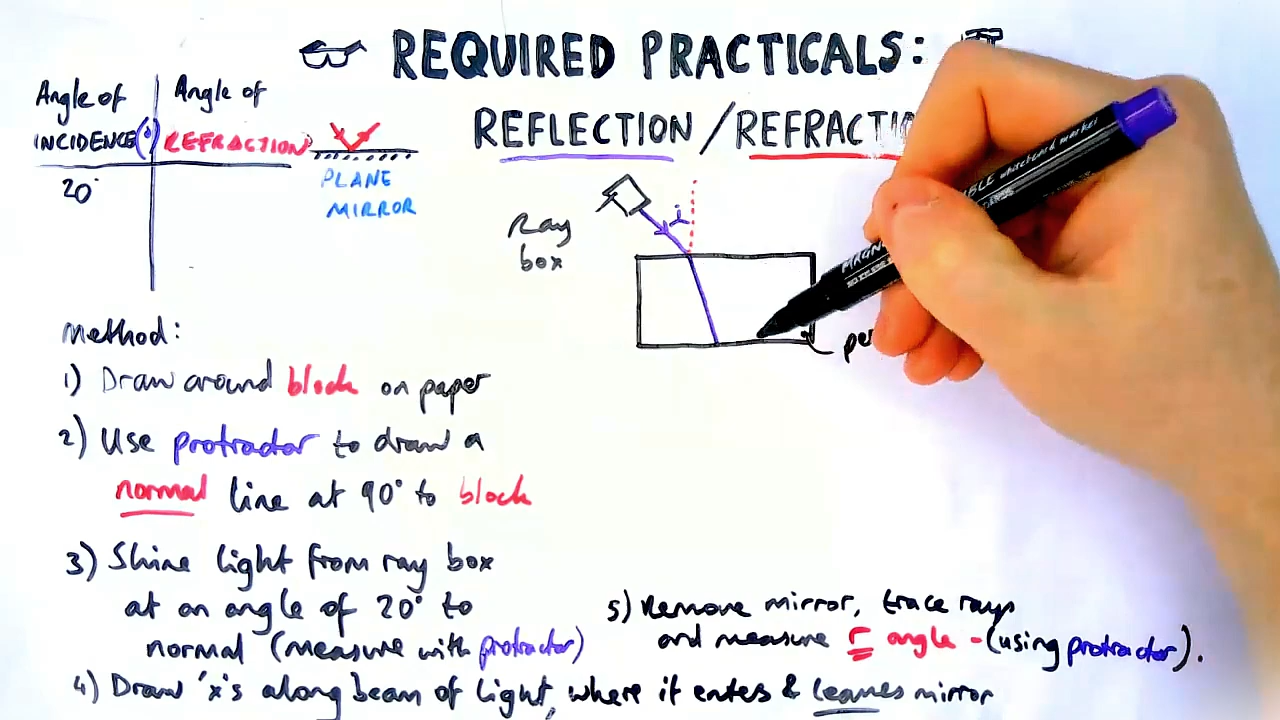 REQUIRED PRACTICALS:
REFLECTION / REFRACTI
Angle of Angle of
INCIDENCE(°) REFRACTION
20°
PLANE
MIRROR
Ray
box
i
per
Method:
1) Draw around block on paper
2) Use protractor to draw a
normal line at 90° to block
3) Shine light from ray box
at an angle of 20° to
normal (measure with protractor)
4) Draw 'x's along beam of light, where it enters & leaves mirror
5) Remove mirror, trace rays
and measure r angle - (using protractor).